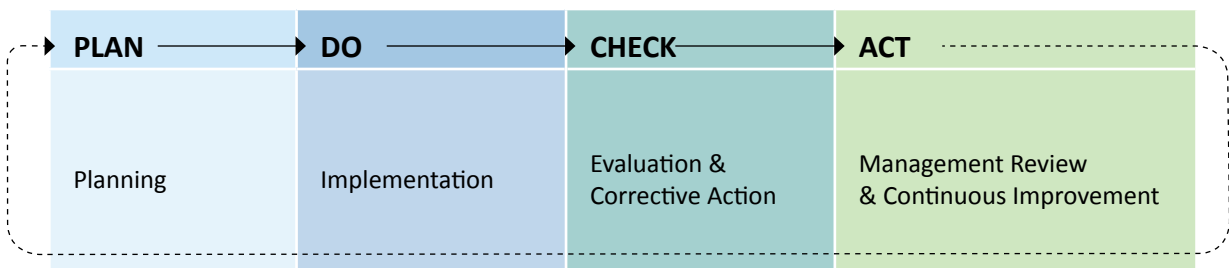 PLAN
DO
CHECK
ACT
Planning
Implementation
Evaluation &
Corrective Action
Management Review
& Continuous Improvement